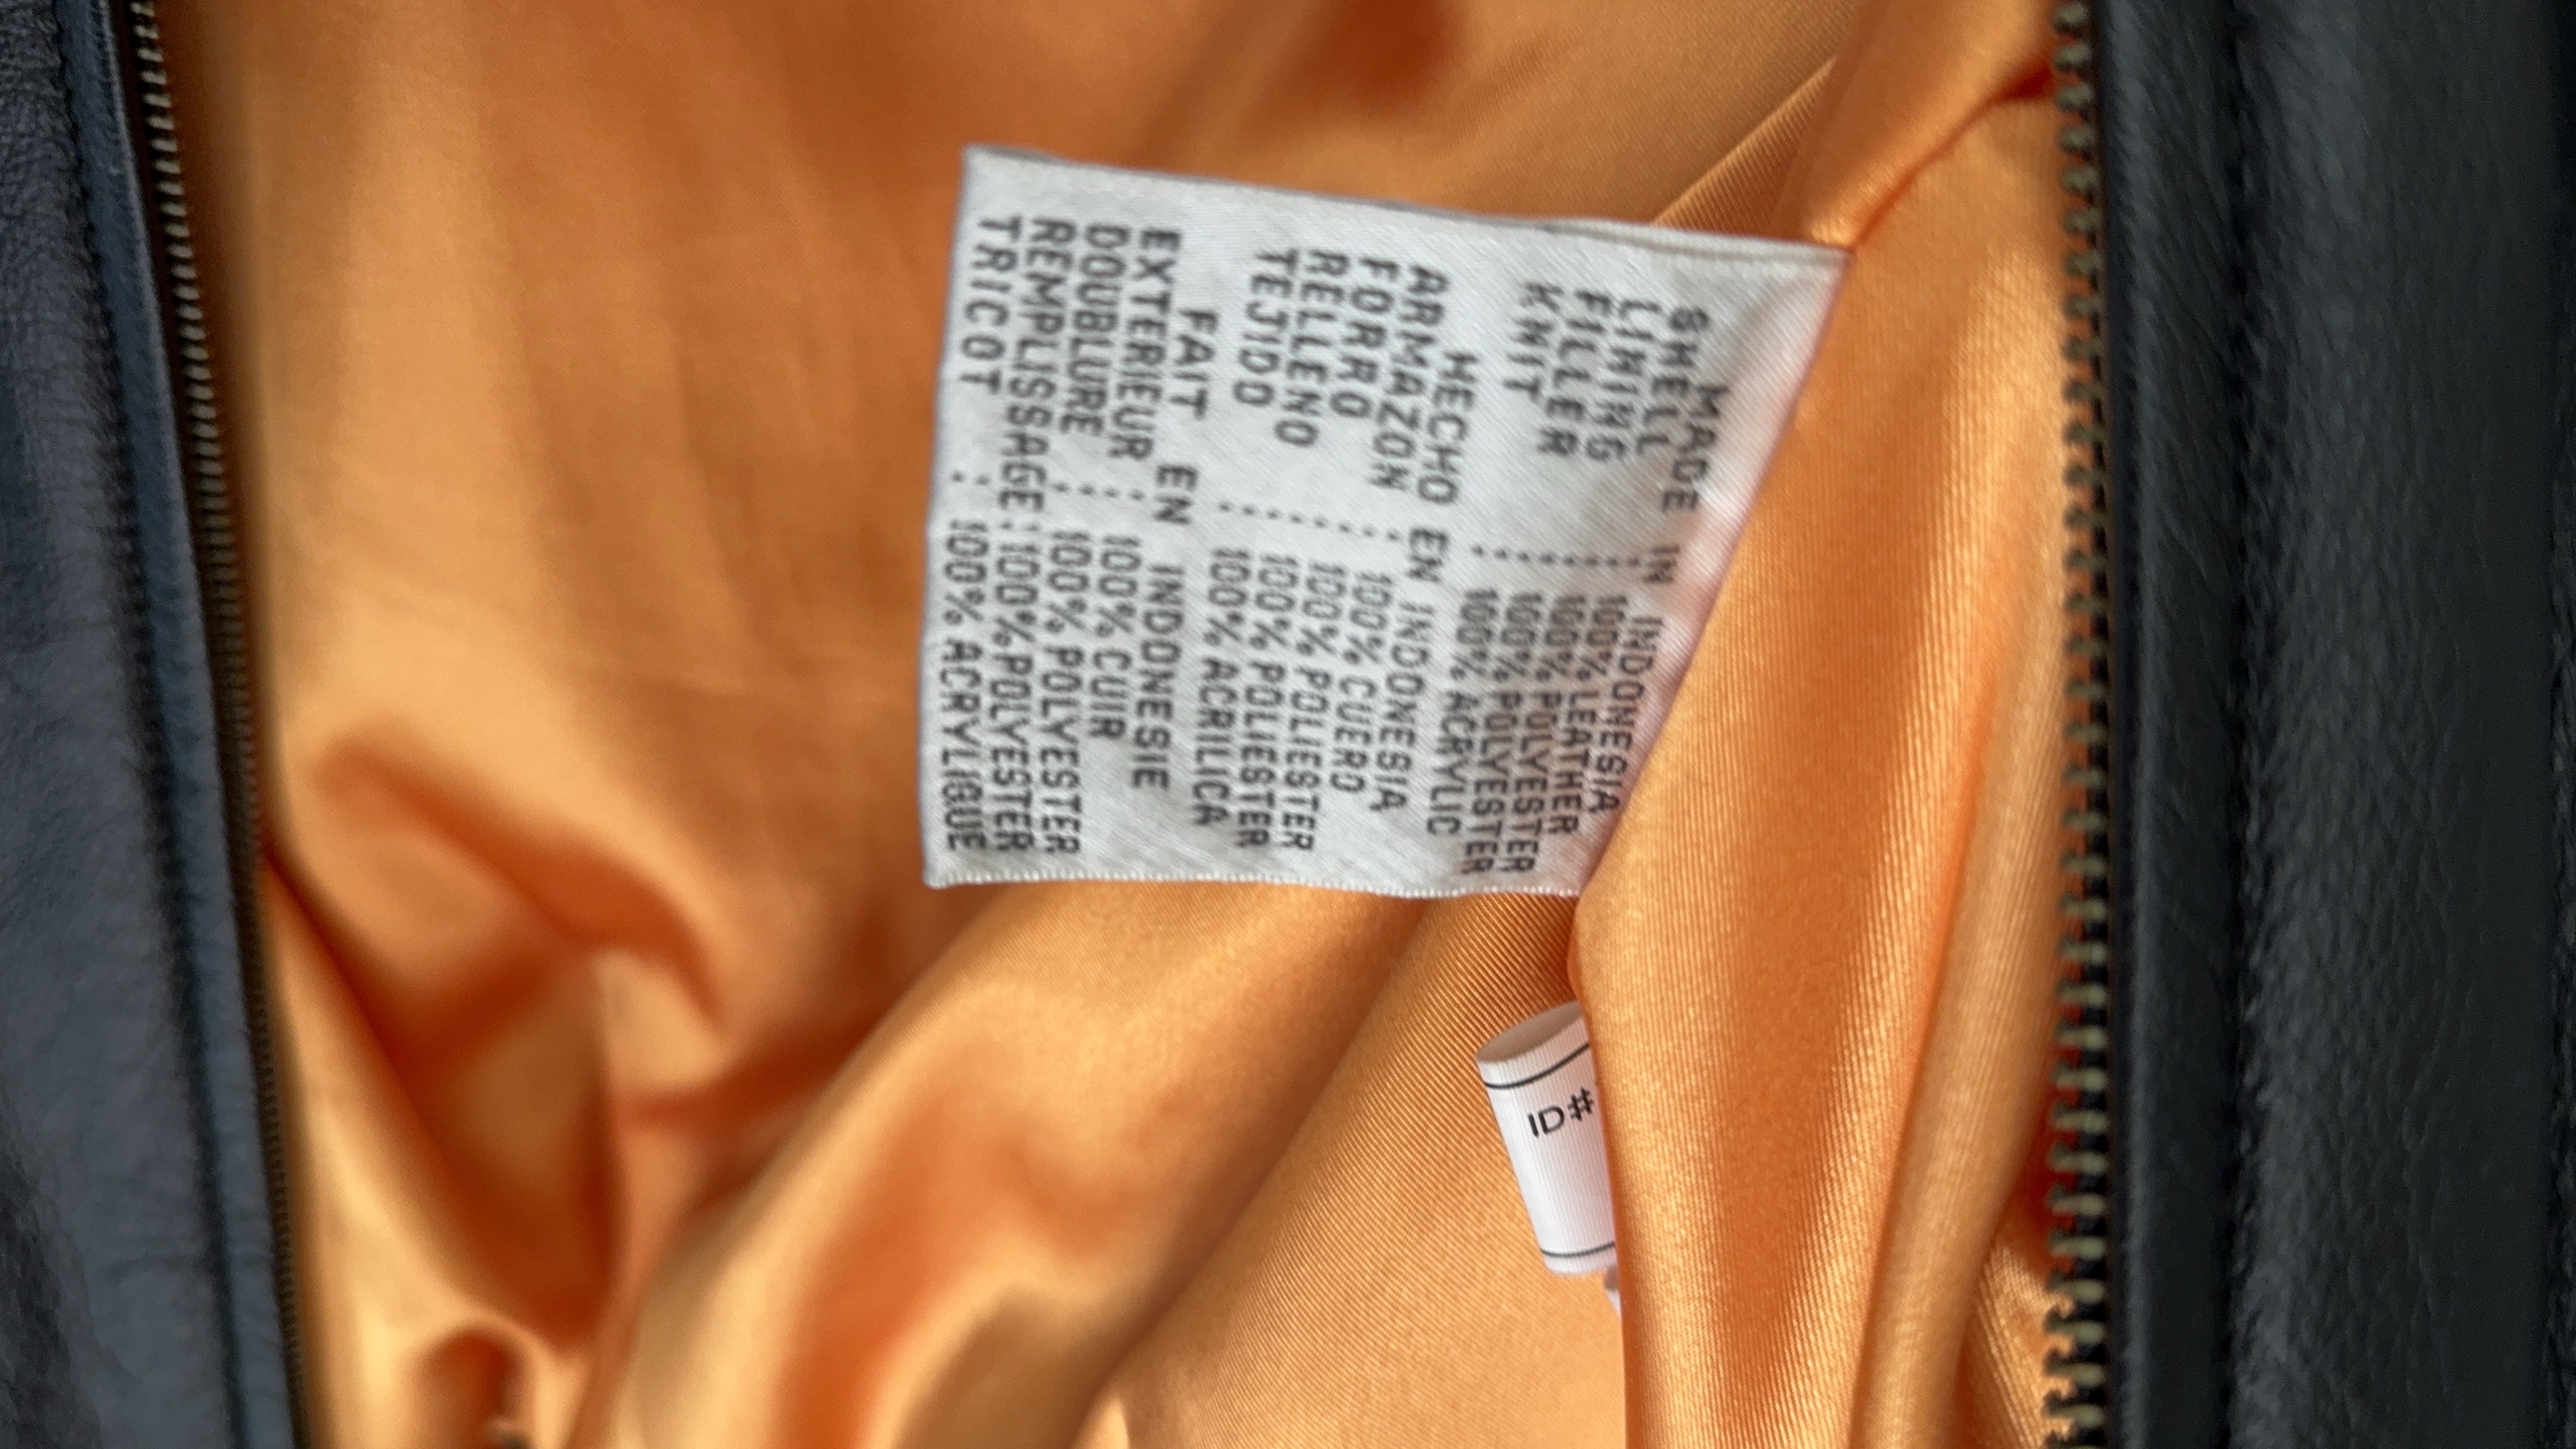 MADE IN INDONESIA
SHELL ........ 100% LEATHER
LINING ........ 100% POLYESTER
FILLER ........ 100% POLYESTER
KNIT ........ 100% ACRYLIC
HECHO EN INDONESIA
ARMAZON ..... 100% CUERO
FORRO ....... 100% POLIESTER
RELLENO ..... 100% POLIESTER
TEJIDO ...... 100% ACRILICA
FAIT EN INDONESIE
EXTERIEUR ... 100% CUIR
DOUBLURE .... 100% POLYESTER
REMPLISSAGE: 100% POLYESTER
TRICOT ..... 100% ACRYLIQUE
ID#